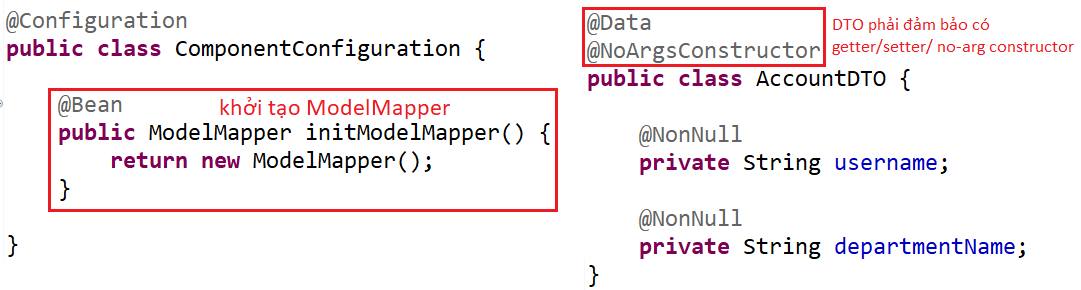 @Configuration
public class ComponentConfiguration {
@Bean
khởi tạo ModelMapper
public ModelMapper initModelMapper() {
return new ModelMapper();
}
}
@Data
@NoArgsConstructor
DTO phải đảm bảo có
getter/setter/ no-arg constructor
public class AccountDTO {
@NonNull
private String username;
@NonNull
private String departmentName;
}